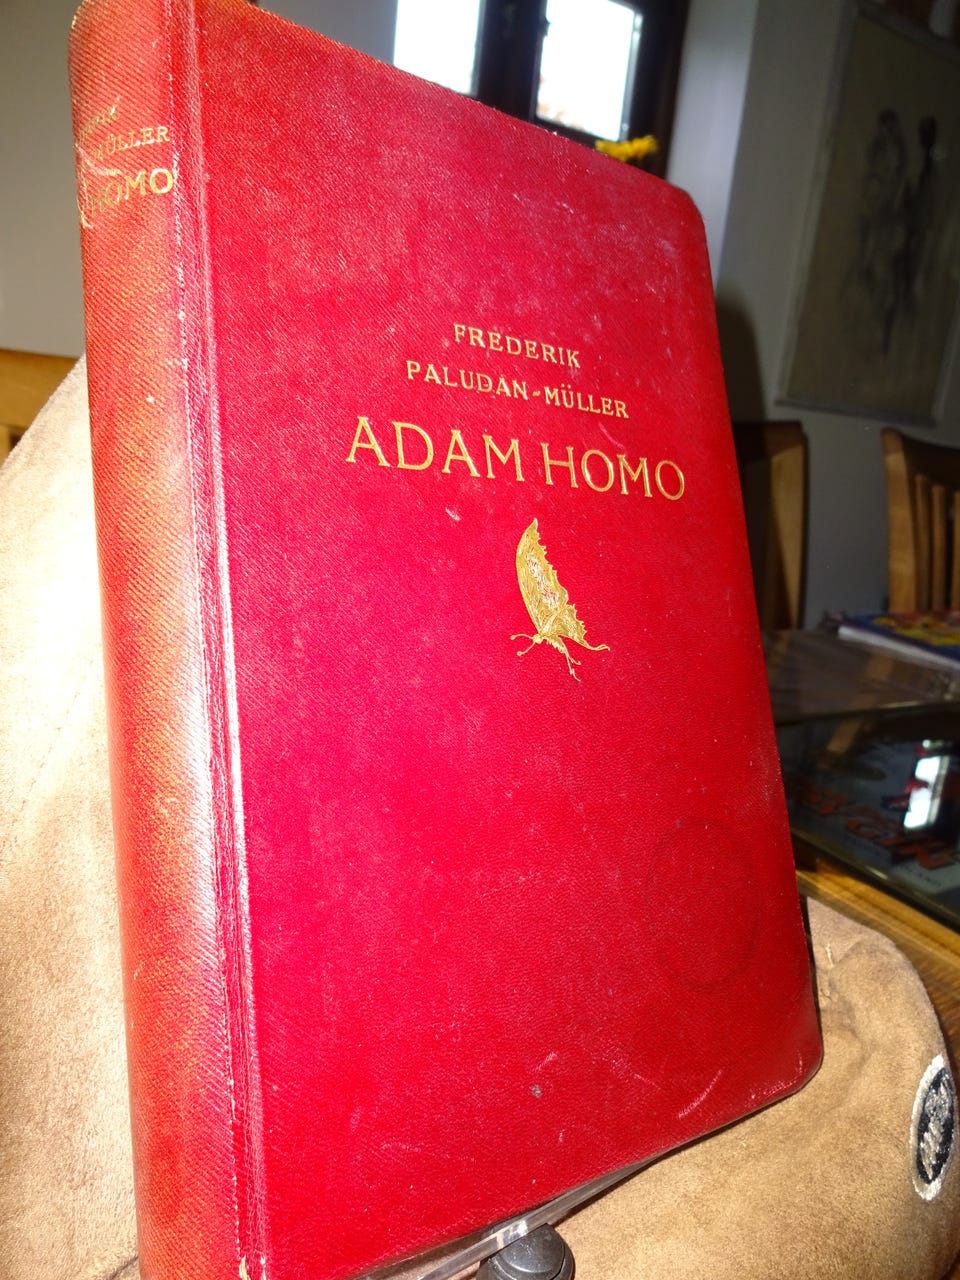 FREDERIK
PALUDAN-MÜLLER
ADAM HOMO
MÜLLER
HOMO